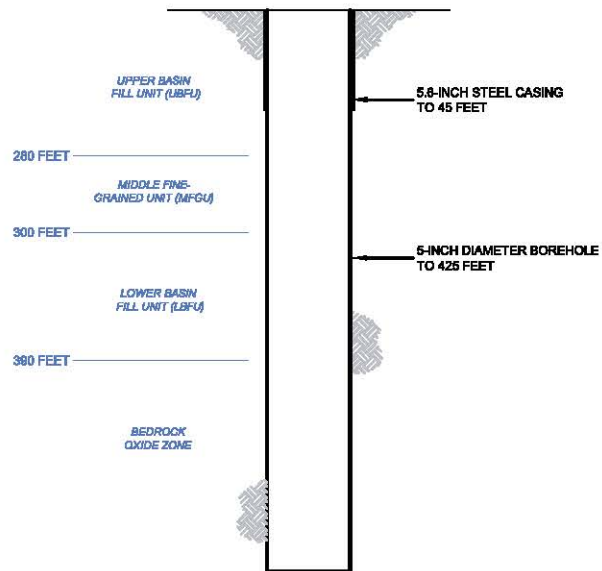 UPPER BASIN
FILL UNIT (UBFU)
5.6-INCH STEEL CASING
TO 45 FEET
280 FEET
MIDDLE FINE-
GRAINED UNIT (MFGU)
300 FEET
5-INCH DIAMETER BOREHOLE
TO 425 FEET
LOWER BASIN
FILL UNIT (LBFU)
390 FEET
BEDROCK
OXIDE ZONE